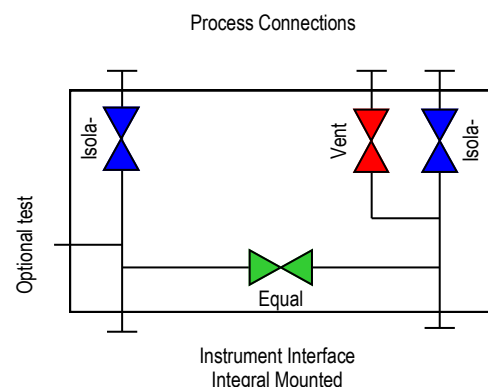 Process Connections
Isola-
Vent
Isola-
Optional test
Equal
Instrument Interface
Integral Mounted